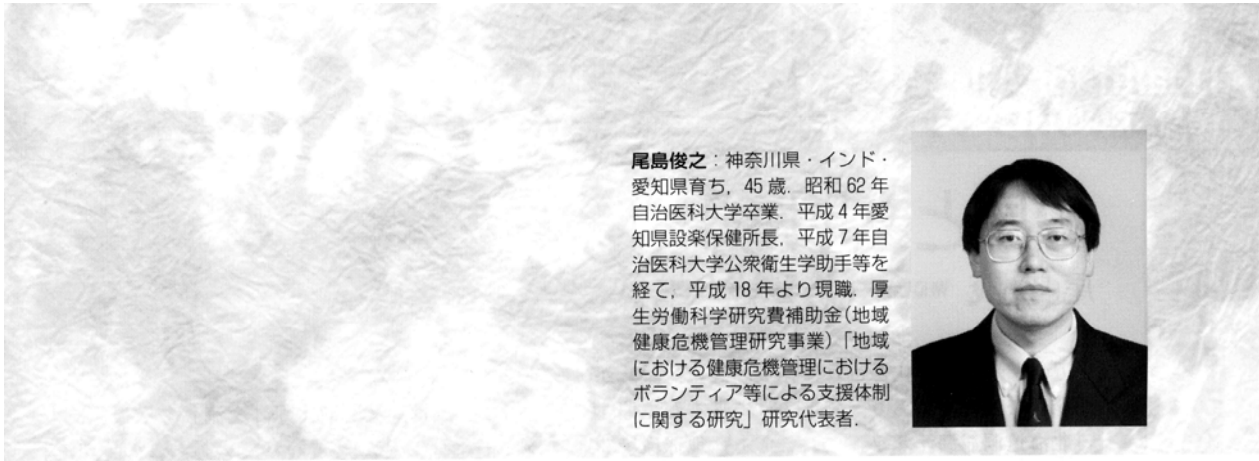 尾島俊之：神奈川県・インド・
愛知県育ち，45歳．昭和62年
自治医科大学卒業．平成4年愛
知県設楽保健所長，平成7年自
治医科大学公衆衛生学助手等を
経て，平成18年より現職．厚
生労働科学研究費補助金（地域
健康危機管理研究事業）「地域
における健康危機管理における
ボランティア等による支援体制
に関する研究」研究代表者．